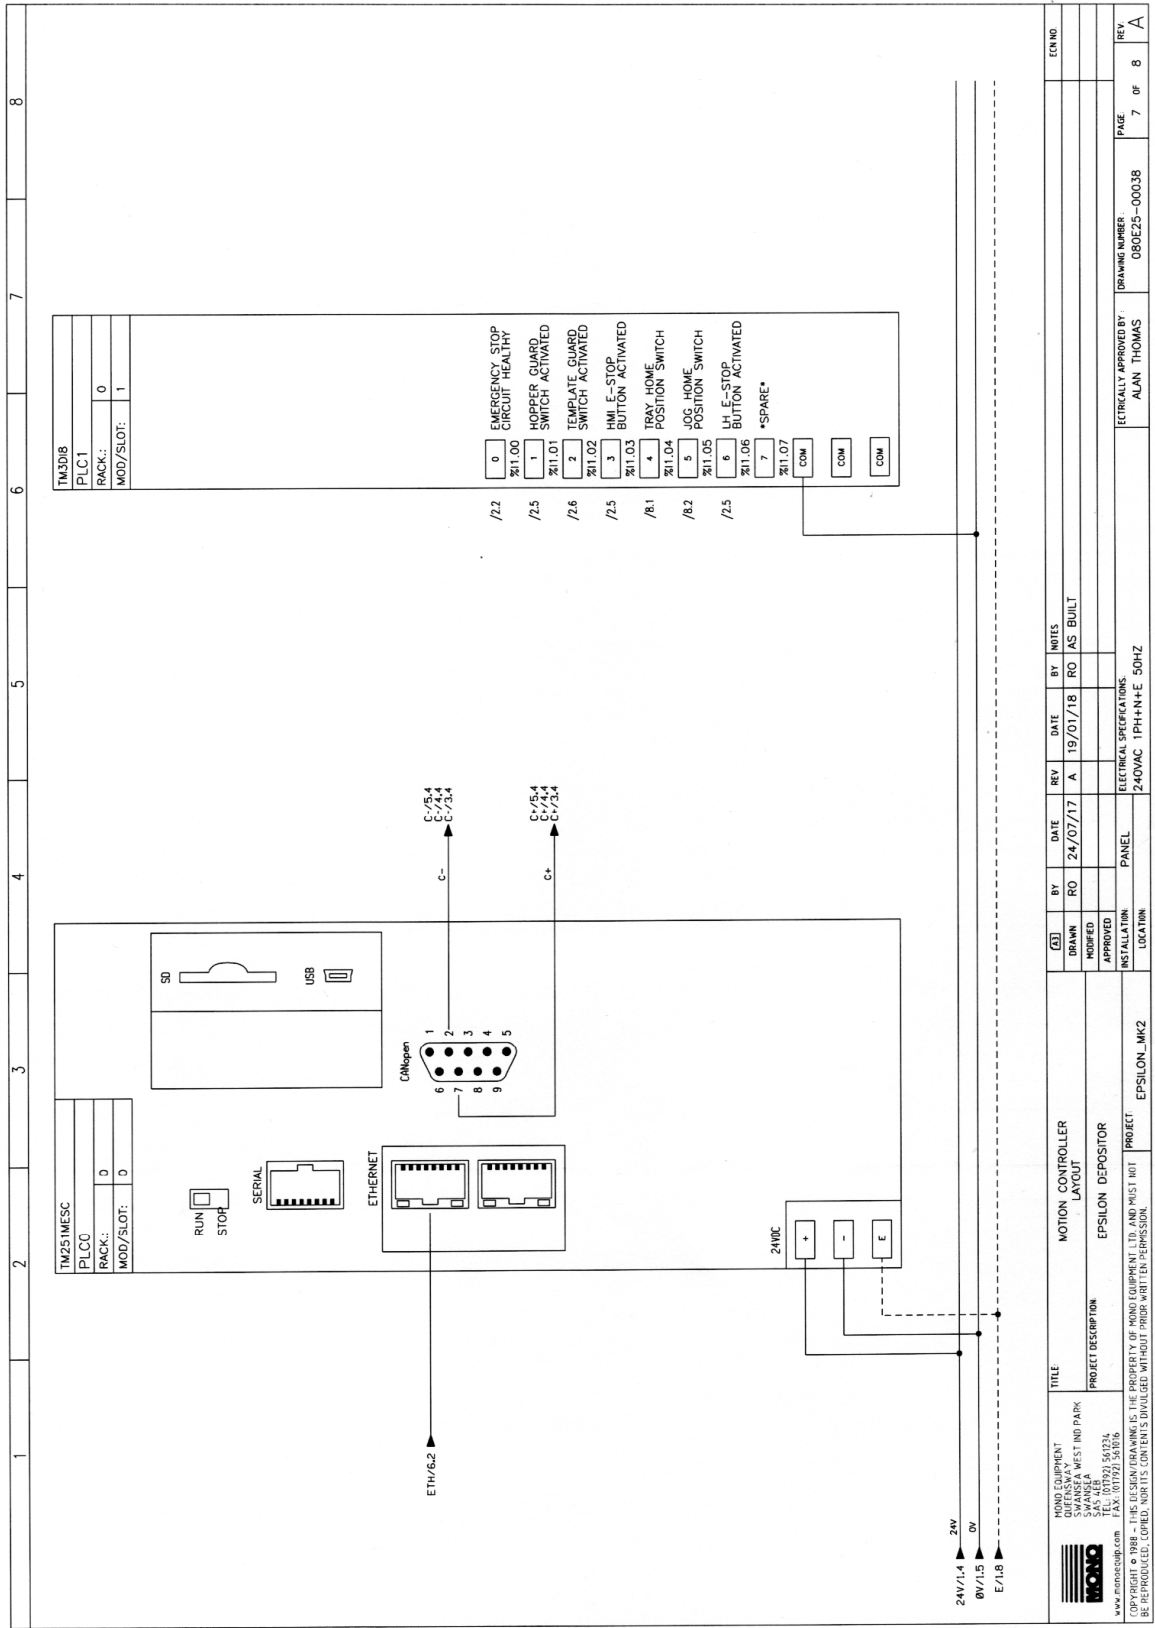 1 2 3 4 5 6 7 8
TM251MESC
PLC0
RACK.: 0
MOD/SLOT: 0
RUN
STOP
SERIAL
ETHERNET
SD
USB
CANopen
1
2
3
4
5
6
7
8
9
C-
C-/5.4
C-/4.4
C-/3.4
C+
C+/5.4
C+/4.4
C+/3.4
ETH/6.2
24VDC
+
-
E
TM3DI8
PLC1
RACK.: 0
MOD/SLOT: 1
/2.2 0 EMERGENCY STOP
%I1.00 CIRCUIT HEALTHY
/2.5 1 HOPPER GUARD
%I1.01 SWITCH ACTIVATED
/2.6 2 TEMPLATE GUARD
%I1.02 SWITCH ACTIVATED
/2.5 3 HMI E-STOP
%I1.03 BUTTON ACTIVATED
/8.1 4 TRAY HOME
%I1.04 POSITION SWITCH
/8.2 5 JOG HOME
%I1.05 POSITION SWITCH
/2.5 6 LH E-STOP
%I1.06 BUTTON ACTIVATED
7 *SPARE*
%I1.07
COM
COM
COM
24V/1.4 24V
0V/1.5 0V
E/1.8
MONO
www.monoequip.com
MONO EQUIPMENT
QUEENSWAY
SWANSEA WEST IND PARK
SWANSEA
SA5 4EB
TEL: (01792) 561234
FAX: (01792) 561016
COPYRIGHT © 1988 - THIS DESIGN/DRAWING IS THE PROPERTY OF MONO EQUIPMENT LTD, AND MUST NOT
BE REPRODUCED, COPIED, NOR ITS CONTENTS DIVULGED WITHOUT PRIOR WRITTEN PERMISSION.
TITLE:
MOTION CONTROLLER
LAYOUT
PROJECT DESCRIPTION:
EPSILON DEPOSITOR
PROJECT:
EPSILON_MK2
A3 BY DATE REV DATE BY NOTES ECN NO.
DRAWN RO 24/07/17 A 19/01/18 RO AS BUILT
MODIFIED
APPROVED
INSTALLATION:
LOCATION:
PANEL
ELECTRICAL SPECIFICATIONS:
240VAC 1PH+N+E 50HZ
ECTRICALLY APPROVED BY :
ALAN THOMAS
DRAWING NUMBER :
080E25-00038
PAGE:
7 OF 8
REV.
A